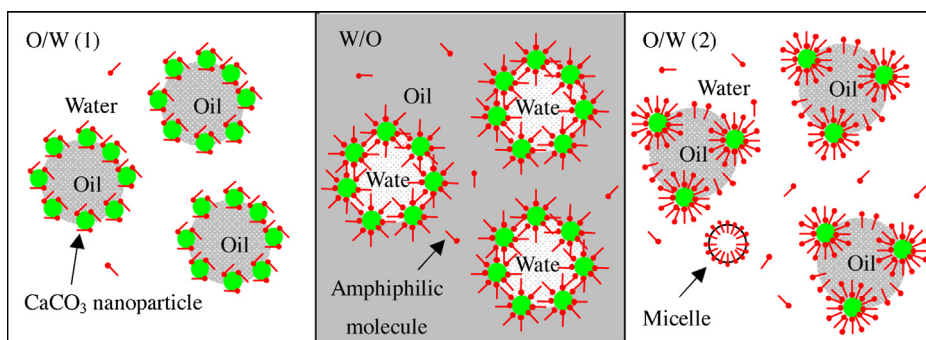 O/W (1)
Water
Oil
Oil
Oil
CaCO₃ nanoparticle
W/O
Oil
Wate
Wate
Wate
Amphiphilic
molecule
O/W (2)
Water
Oil
Oil
Oil
Micelle